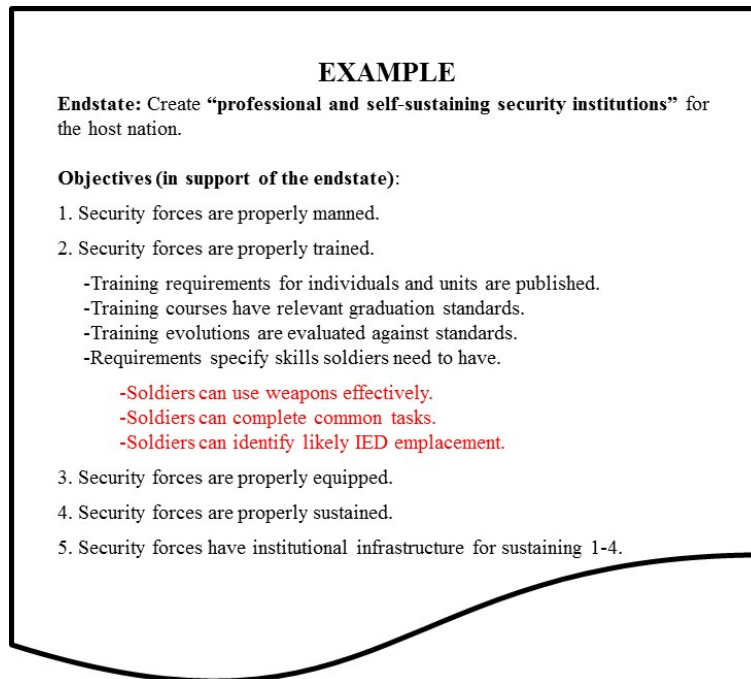 EXAMPLE
Endstate: Create “professional and self-sustaining security institutions” for
the host nation.
Objectives (in support of the endstate):
1. Security forces are properly manned.
2. Security forces are properly trained.
-Training requirements for individuals and units are published.
-Training courses have relevant graduation standards.
-Training evolutions are evaluated against standards.
-Requirements specify skills soldiers need to have.
-Soldiers can use weapons effectively.
-Soldiers can complete common tasks.
-Soldiers can identify likely IED emplacement.
3. Security forces are properly equipped.
4. Security forces are properly sustained.
5. Security forces have institutional infrastructure for sustaining 1-4.